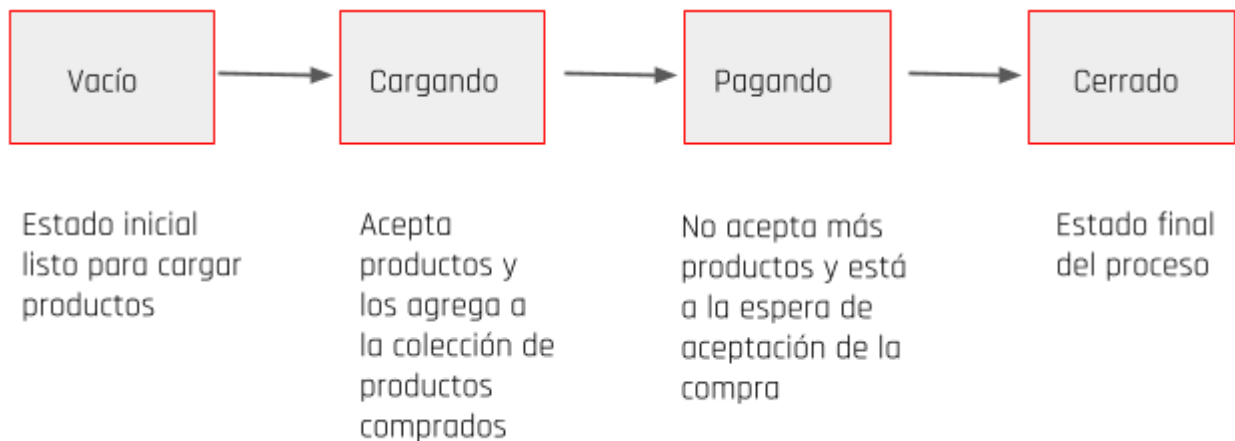 Vacío
Cargando
Pagando
Cerrado
Estado inicial
listo para cargar
productos
Acepta
productos y
los agrega a
la colección de
productos
comprados
No acepta más
productos y está
a la espera de
aceptación de la
compra
Estado final
del proceso